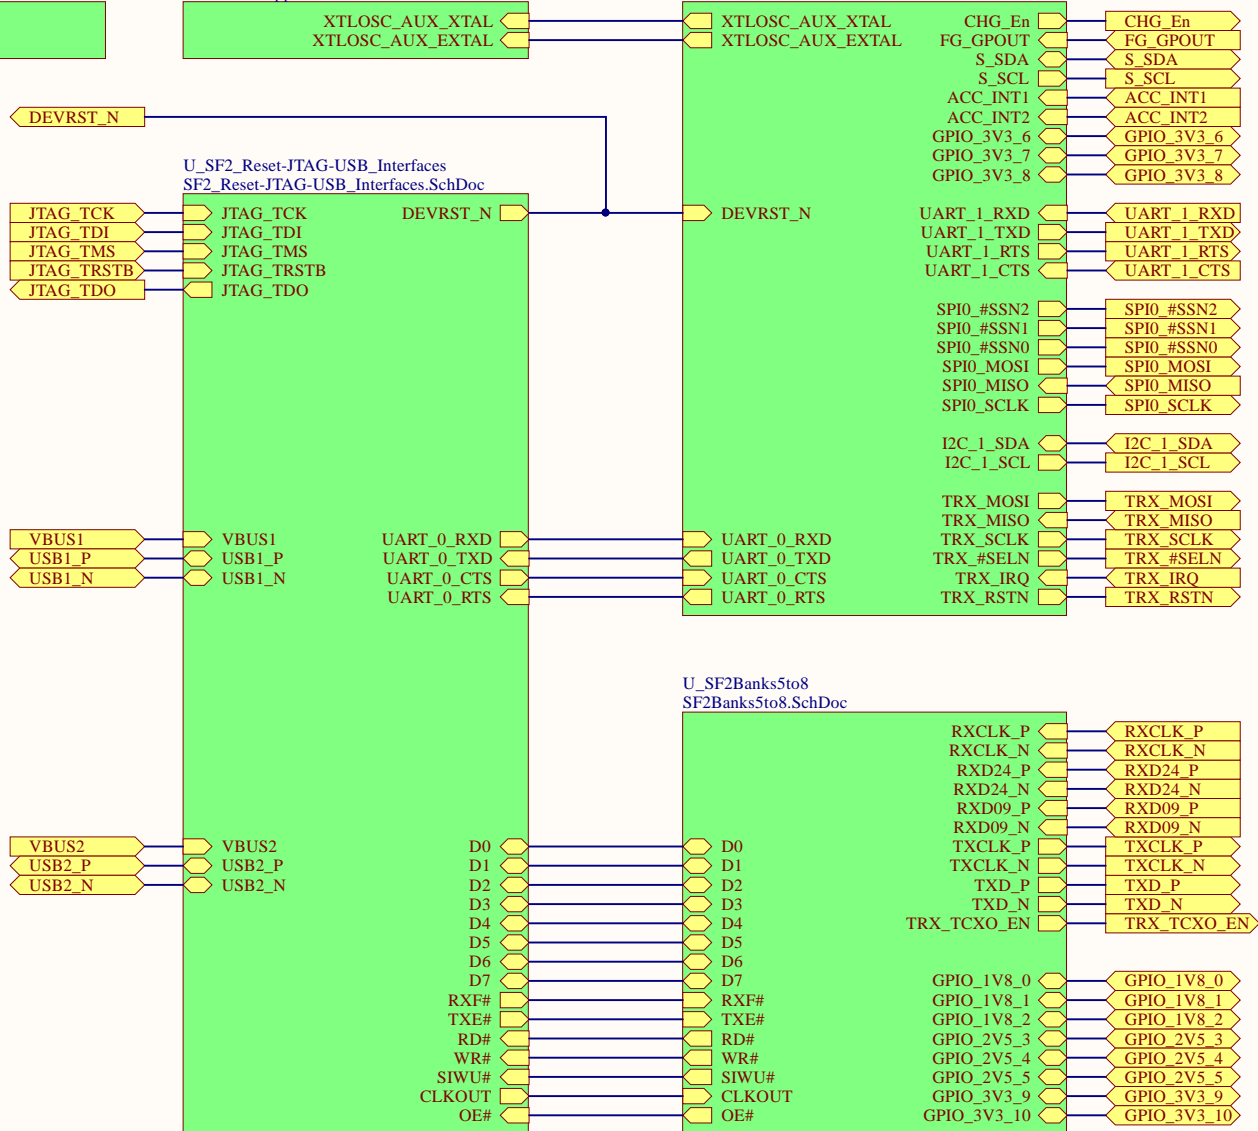 XTLOSC_AUX_XTAL XTLOSC_AUX_XTAL CHG_En CHG_En
XTLOSC_AUX_EXTAL XTLOSC_AUX_EXTAL FG_GPOUT FG_GPOUT
S_SDA S_SDA
S_SCL S_SCL
ACC_INT1 ACC_INT1
DEVRST_N ACC_INT2 ACC_INT2
GPIO_3V3_6 GPIO_3V3_6
GPIO_3V3_7 GPIO_3V3_7
U_SF2_Reset-JTAG-USB_Interfaces
GPIO_3V3_8 GPIO_3V3_8
SF2_Reset-JTAG-USB_Interfaces.SchDoc
JTAG_TCK JTAG_TCK DEVRST_N DEVRST_N UART_1_RXD UART_1_RXD
JTAG_TDI JTAG_TDI UART_1_TXD UART_1_TXD
JTAG_TMS JTAG_TMS UART_1_RTS UART_1_RTS
JTAG_TRSTB JTAG_TRSTB UART_1_CTS UART_1_CTS
JTAG_TDO JTAG_TDO
SPI0_#SSN2 SPI0_#SSN2
SPI0_#SSN1 SPI0_#SSN1
SPI0_#SSN0 SPI0_#SSN0
SPI0_MOSI SPI0_MOSI
SPI0_MISO SPI0_MISO
SPI0_SCLK SPI0_SCLK
I2C_1_SDA I2C_1_SDA
I2C_1_SCL I2C_1_SCL
TRX_MOSI TRX_MOSI
TRX_MISO TRX_MISO
VBUS1 VBUS1 UART_0_RXD UART_0_RXD TRX_SCLK TRX_SCLK
USB1_P USB1_P UART_0_TXD UART_0_TXD TRX_#SELN TRX_#SELN
USB1_N USB1_N UART_0_CTS UART_0_CTS TRX_IRQ TRX_IRQ
UART_0_RTS UART_0_RTS TRX_RSTN TRX_RSTN
U_SF2Banks5to8
SF2Banks5to8.SchDoc
RXCLK_P RXCLK_P
RXCLK_N RXCLK_N
RXD24_P RXD24_P
RXD24_N RXD24_N
RXD09_P RXD09_P
RXD09_N RXD09_N
VBUS2 VBUS2 D0 D0 TXCLK_P TXCLK_P
USB2_P USB2_P D1 D1 TXCLK_N TXCLK_N
USB2_N USB2_N D2 D2 TXD_P TXD_P
D3 D3 TXD_N TXD_N
D4 D4 TRX_TCXO_EN TRX_TCXO_EN
D5 D5
D6 D6
D7 D7 GPIO_1V8_0 GPIO_1V8_0
RXF# RXF# GPIO_1V8_1 GPIO_1V8_1
TXE# TXE# GPIO_1V8_2 GPIO_1V8_2
RD# RD# GPIO_2V5_3 GPIO_2V5_3
WR# WR# GPIO_2V5_4 GPIO_2V5_4
SIWU# SIWU# GPIO_2V5_5 GPIO_2V5_5
CLKOUT CLKOUT GPIO_3V3_9 GPIO_3V3_9
OE# OE# GPIO_3V3_10 GPIO_3V3_10